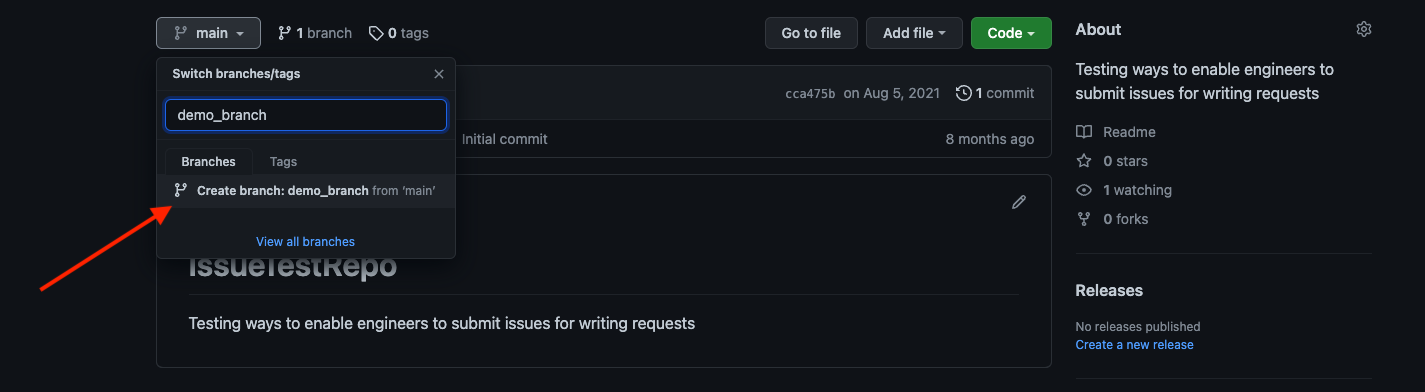 main
1 branch
0 tags
Go to file
Add file
Code
Switch branches/tags
demo_branch
Branches
Tags
Create branch: demo_branch from ‘main’
View all branches
cca475b on Aug 5, 2021
1 commit
Initial commit
8 months ago
IssueTestRepo
Testing ways to enable engineers to submit issues for writing requests
About
Testing ways to enable engineers to
submit issues for writing requests
Readme
0 stars
1 watching
0 forks
Releases
No releases published
Create a new release